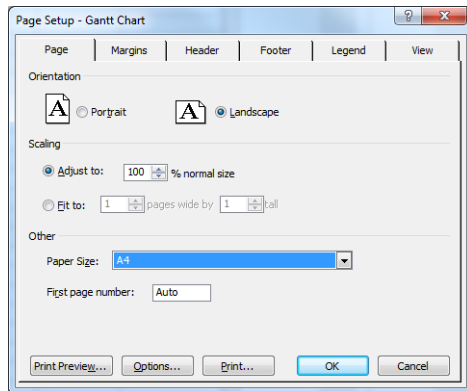 Page Setup - Gantt Chart
Page Margins Header Footer Legend View
Orientation
A Portrait A Landscape
Scaling
Adjust to: 100 % normal size
Fit to: 1 pages wide by 1 tall
Other
Paper Size: A4
First page number: Auto
Print Preview... Options... Print... OK Cancel